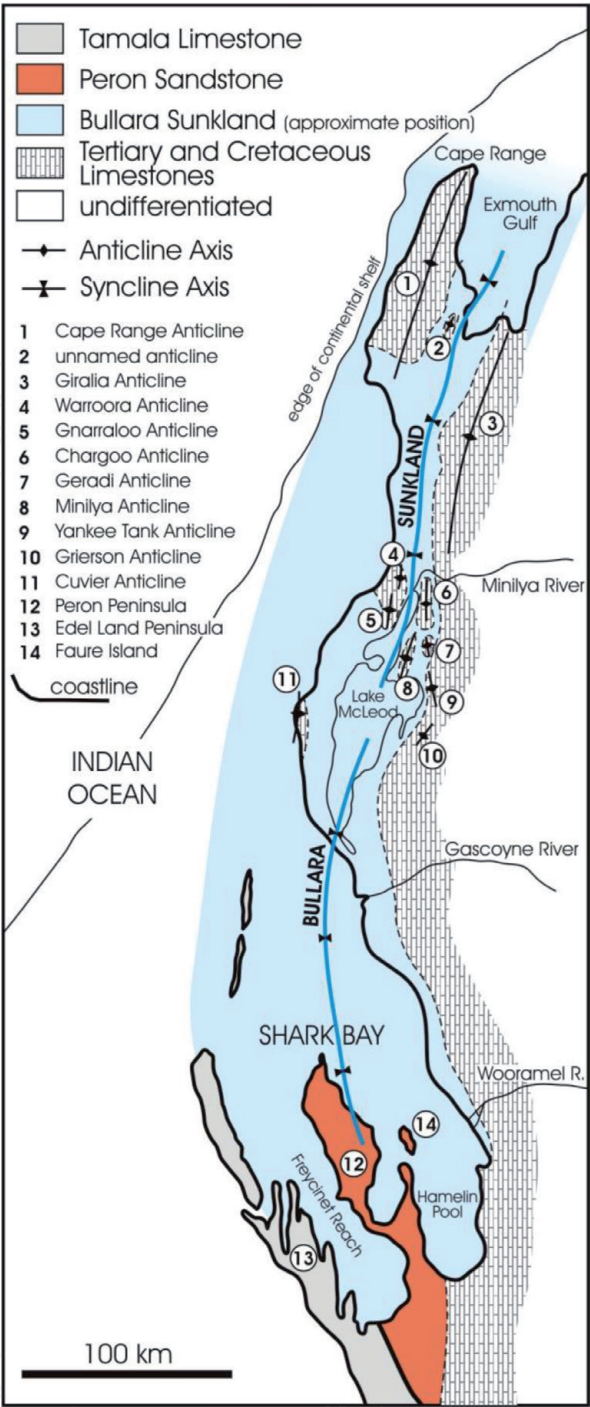 Tamala Limestone
Peron Sandstone
Bullara Sunkland (approximate position)
Tertiary and Cretaceous
Limestones
undifferentiated
Anticline Axis
Syncline Axis
1 Cape Range Anticline
2 unnamed anticline
3 Giralia Anticline
4 Warroora Anticline
5 Gnarraloo Anticline
6 Chargoo Anticline
7 Geradi Anticline
8 Minilya Anticline
9 Yankee Tank Anticline
10 Grierson Anticline
11 Cuvier Anticline
12 Peron Peninsula
13 Edel Land Peninsula
14 Faure Island
coastline
Cape Range
Exmouth
Gulf
edge of continental shelf
1
2
3
SUNKLAND
4
Minilya River
5
6
7
8
9
10
11
Lake
McLeod
INDIAN
OCEAN
Gascoyne River
BULLARA
SHARK BAY
Wooramel R.
14
12
Freycinet Reach
Hamelin
Pool
13
100 km